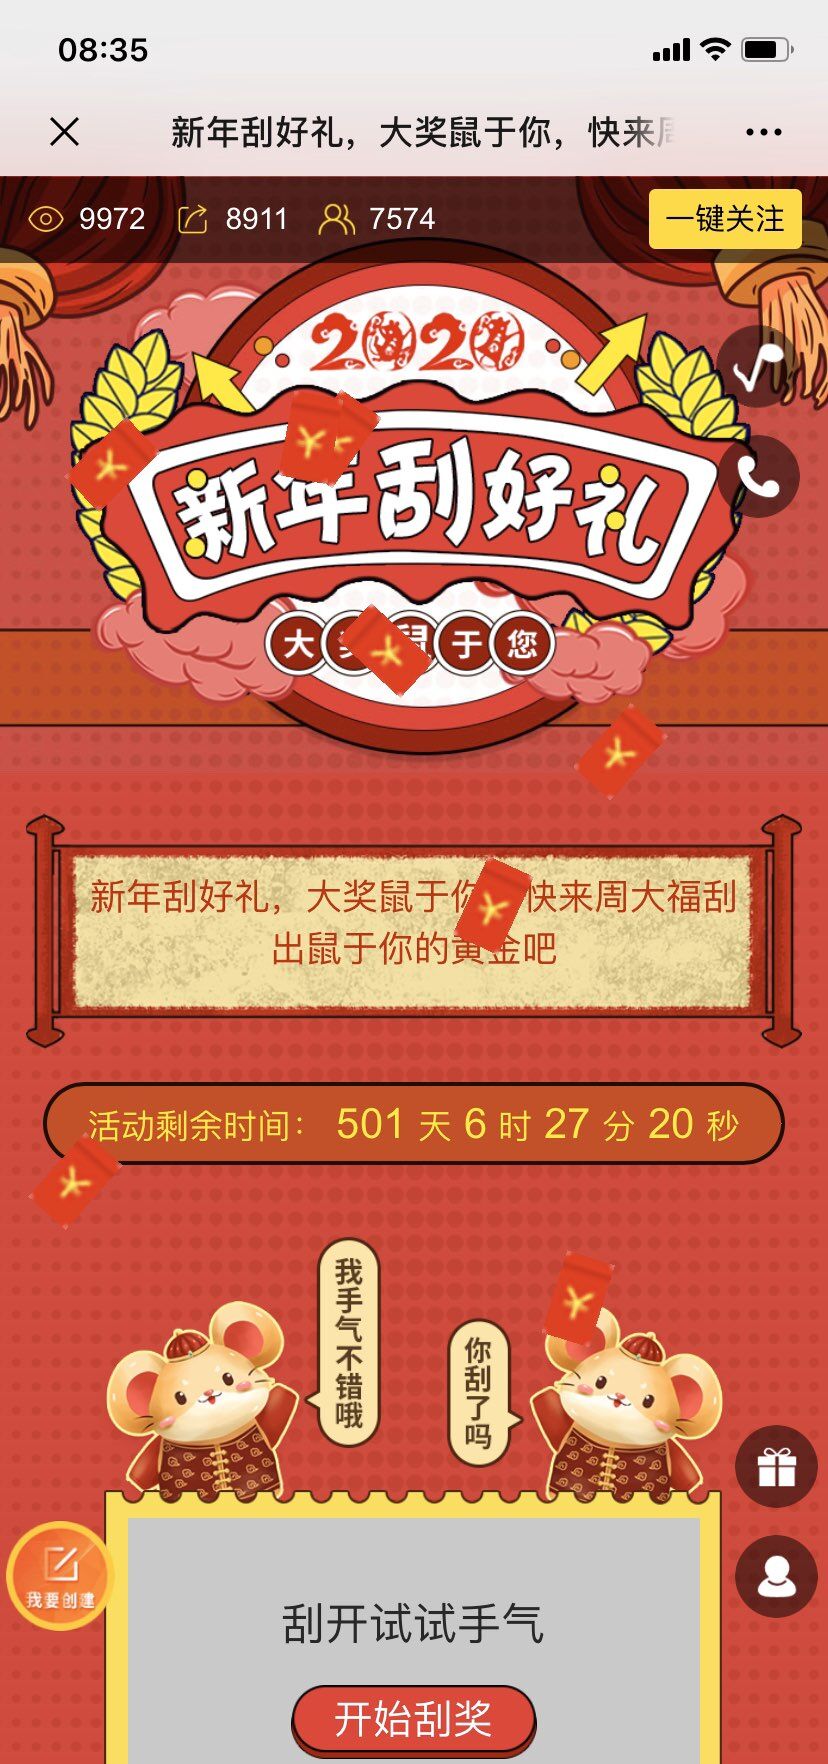 08:35
新年刮好礼，大奖鼠于你，快来
9972 8911 7574 一键关注
2020
新年刮好礼
大奖鼠于您
新年刮好礼，大奖鼠于你 快来周大福刮
出鼠于你的黄金吧
活动剩余时间： 501 天 6 时 27 分 20 秒
我手气不错哦
你刮了吗
我要创建
刮开试试手气
开始刮奖